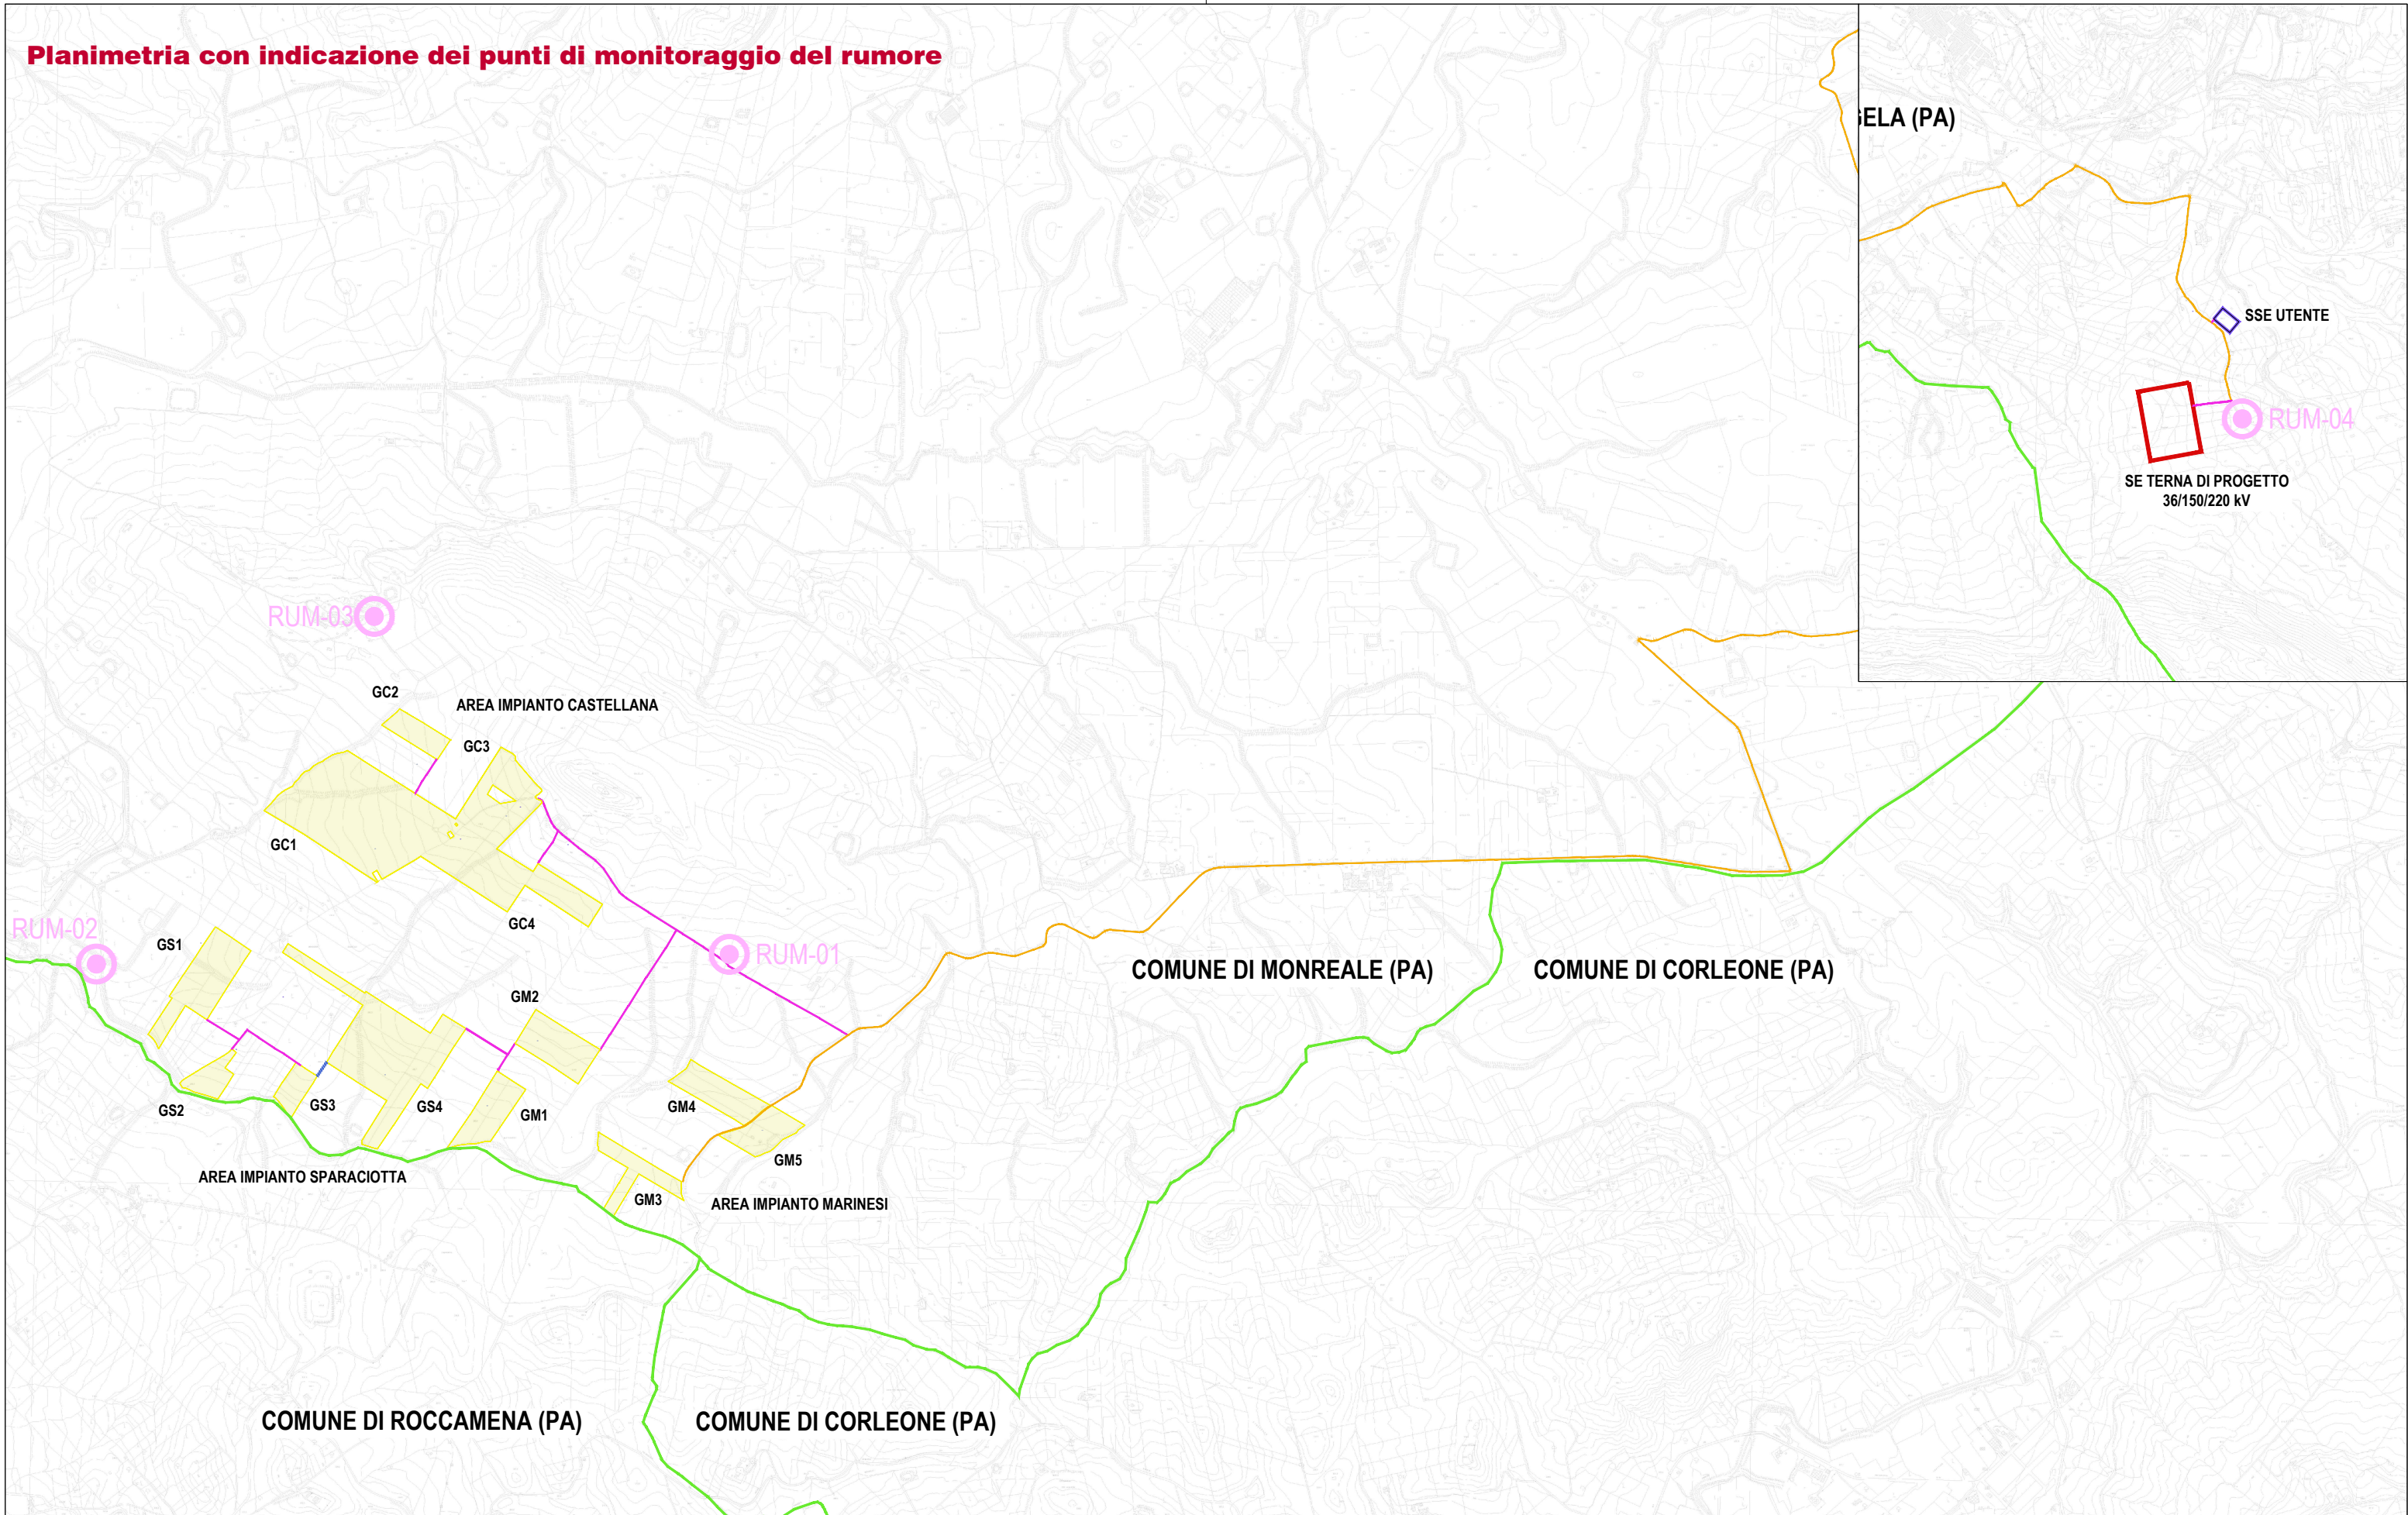 Planimetria con indicazione dei punti di monitoraggio del rumore
GELA (PA)
SSE UTENTE
RUM-04
SE TERNA DI PROGETTO
36/150/220 kV
RUM-03
GC2
AREA IMPIANTO CASTELLANA
GC3
GC1
GC4
RUM-02
GS1
RUM-01
COMUNE DI MONREALE (PA)
COMUNE DI CORLEONE (PA)
GM2
GS2
GS3
GS4
GM1
GM4
GM5
AREA IMPIANTO SPARACIOTTA
GM3
AREA IMPIANTO MARINESI
COMUNE DI ROCCAMENA (PA)
COMUNE DI CORLEONE (PA)